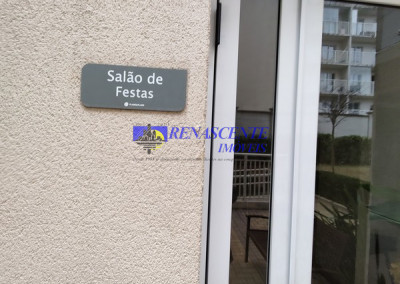 Salão de
Festas
RENASCENTE
IMÓVEIS